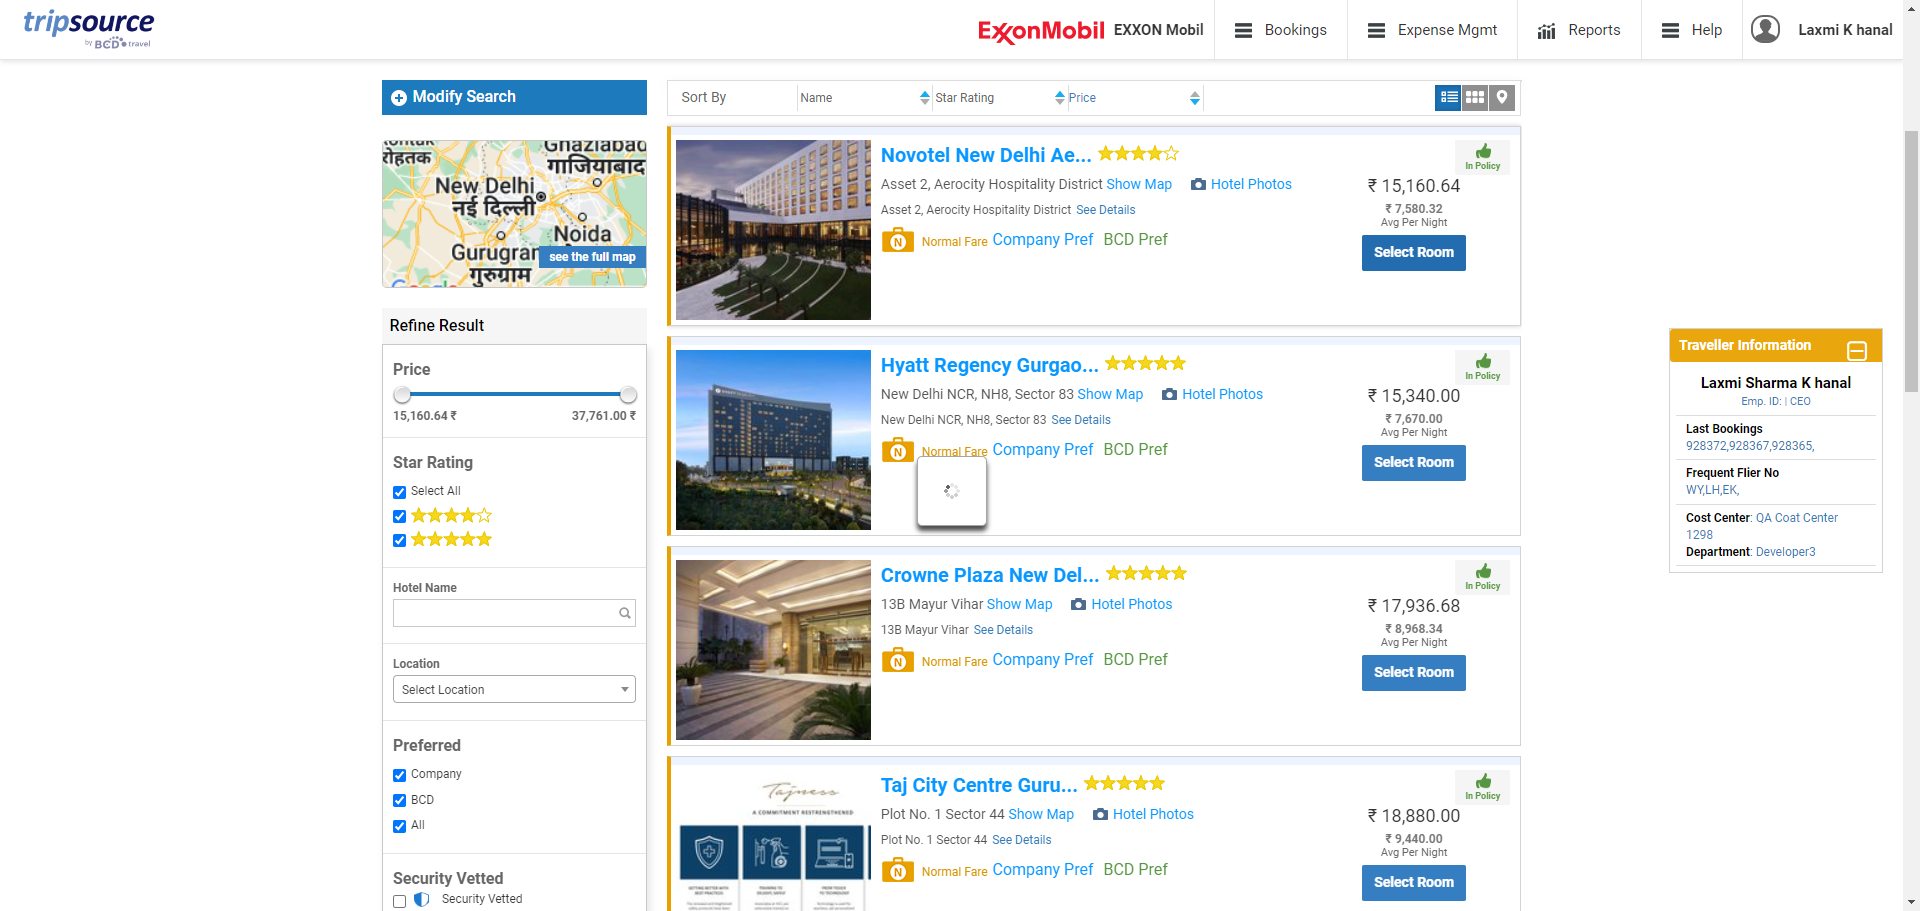 tripsource
by BCD travel
ExxonMobil
EXXON Mobil
Bookings
Expense Mgmt
Reports
Help
Laxmi K hanal
Modify Search
रोहतक
Ghaziabad
गाजियाबाद
New Delhi
नई दिल्ली
Noida
Gurugram
गुरुग्राम
see the full map
Google
Refine Result
Price
15,160.64 ₹ 37,761.00 ₹
Star Rating
Select All
Hotel Name
Location
Select Location
Preferred
Company
BCD
All
Security Vetted
Security Vetted
Sort By Name Star Rating Price
Novotel New Delhi Ae...
Asset 2, Aerocity Hospitality District Show Map Hotel Photos
Asset 2, Aerocity Hospitality District See Details
N Normal Fare Company Pref BCD Pref
In Policy
₹ 15,160.64
₹ 7,580.32
Avg Per Night
Select Room
Hyatt Regency Gurgao...
New Delhi NCR, NH8, Sector 83 Show Map Hotel Photos
New Delhi NCR, NH8, Sector 83 See Details
N Normal Fare Company Pref BCD Pref
In Policy
₹ 15,340.00
₹ 7,670.00
Avg Per Night
Select Room
Crowne Plaza New Del...
13B Mayur Vihar Show Map Hotel Photos
13B Mayur Vihar See Details
N Normal Fare Company Pref BCD Pref
In Policy
₹ 17,936.68
₹ 8,968.34
Avg Per Night
Select Room
Tajness
A COMMITMENT RESTRENGTHENED
Taj City Centre Guru...
Plot No. 1 Sector 44 Show Map Hotel Photos
Plot No. 1 Sector 44 See Details
N Normal Fare Company Pref BCD Pref
In Policy
₹ 18,880.00
₹ 9,440.00
Avg Per Night
Select Room
Traveller Information
Laxmi Sharma K hanal
Emp. ID: | CEO
Last Bookings
928372,928367,928365,
Frequent Flier No
WY,LH,EK,
Cost Center: QA Coat Center
1298
Department: Developer3